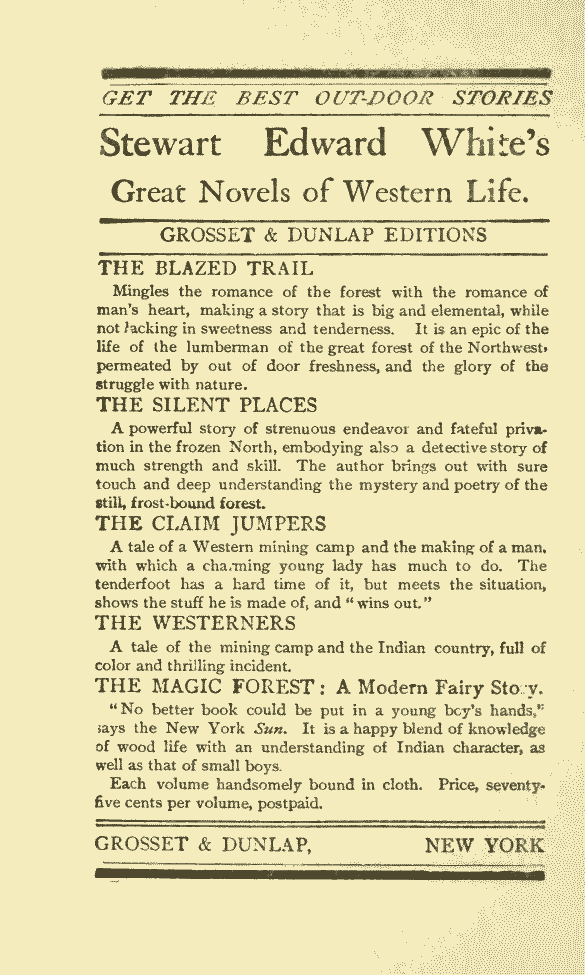 GET THE BEST OUT-DOOR STORIES
Stewart Edward White's
Great Novels of Western Life.
GROSSET & DUNLAP EDITIONS
THE BLAZED TRAIL
Mingles the romance of the forest with the romance of
man's heart, making a story that is big and elemental, while
not lacking in sweetness and tenderness. It is an epic of the
life of the lumberman of the great forest of the Northwest,
permeated by out of door freshness, and the glory of the
struggle with nature.
THE SILENT PLACES
A powerful story of strenuous endeavor and fateful priva-
tion in the frozen North, embodying also a detective story of
much strength and skill. The author brings out with sure
touch and deep understanding the mystery and poetry of the
still, frost-bound forest.
THE CLAIM JUMPERS
A tale of a Western mining camp and the making of a man,
with which a charming young lady has much to do. The
tenderfoot has a hard time of it, but meets the situation,
shows the stuff he is made of, and "wins out."
THE WESTERNERS
A tale of the mining camp and the Indian country, full of
color and thrilling incident.
THE MAGIC FOREST: A Modern Fairy Story.
"No better book could be put in a young boy's hands,"
says the New York Sun. It is a happy blend of knowledge
of wood life with an understanding of Indian character, as
well as that of small boys.
Each volume handsomely bound in cloth. Price, seventy-
five cents per volume, postpaid.
GROSSET & DUNLAP, NEW YORK